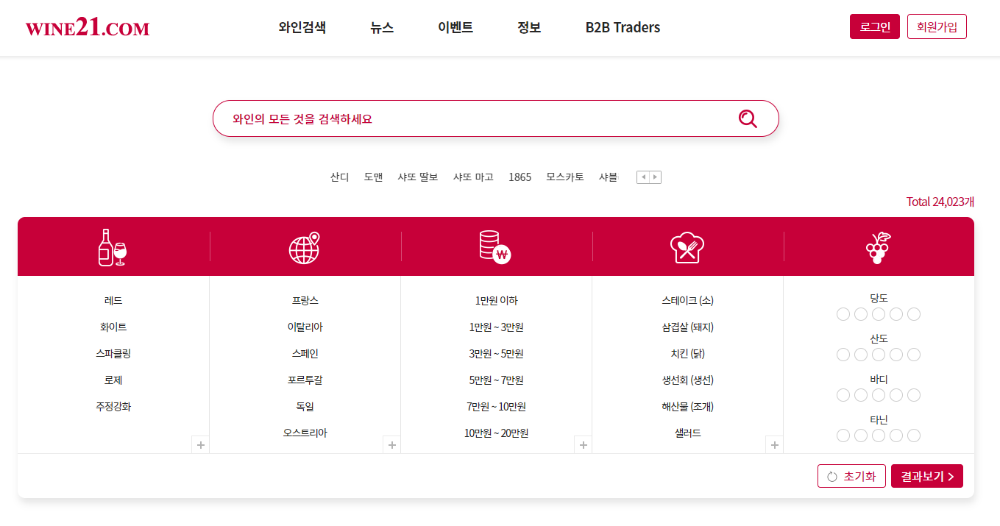 WINE21.COM
와인검색 뉴스 이벤트 정보 B2B Traders
로그인 회원가입
와인의 모든 것을 검색하세요
산디 도맨 샤또 딸보 샤또 마고 1865 모스카토 샤블
Total 24,023개
레드
화이트
스파클링
로제
주정강화
프랑스
이탈리아
스페인
포르투갈
독일
오스트리아
1만원 이하
1만원 ~ 3만원
3만원 ~ 5만원
5만원 ~ 7만원
7만원 ~ 10만원
10만원 ~ 20만원
스테이크 (소)
삼겹살 (돼지)
치킨 (닭)
생선회 (생선)
해산물 (조개)
샐러드
당도
산도
바디
타닌
초기화 결과보기 >